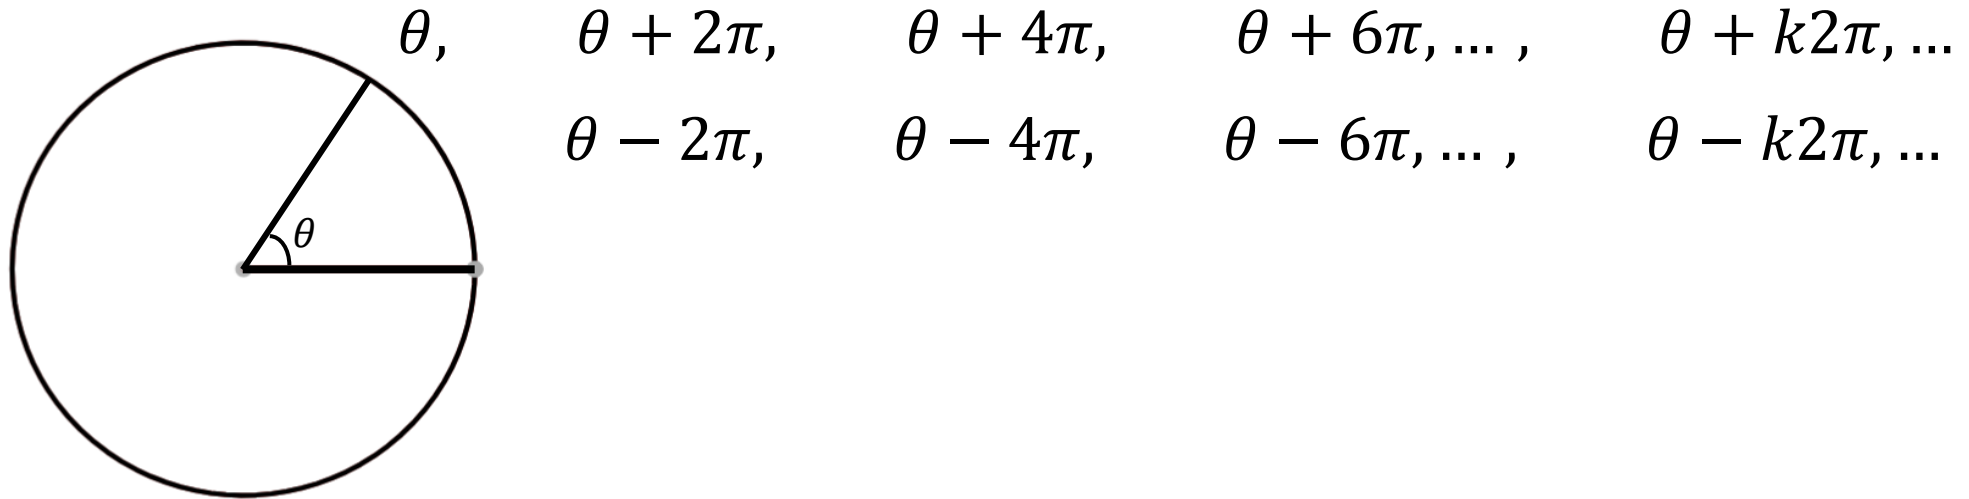 θ, θ + 2π, θ + 4π, θ + 6π, … , θ + k2π, …
θ − 2π, θ − 4π, θ − 6π, … , θ − k2π, …
θ